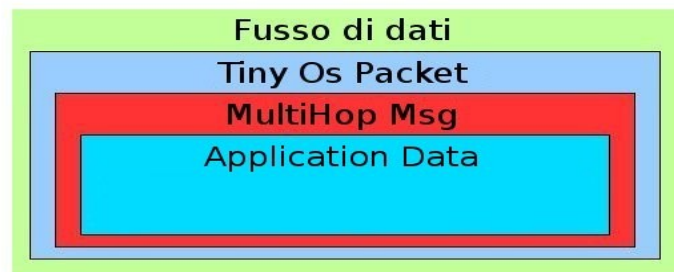 Fusso di dati
Tiny Os Packet
MultiHop Msg
Application Data